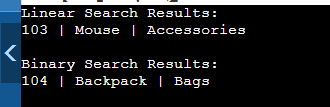 Linear Search Results:
103 | Mouse | Accessories
Binary Search Results:
104 | Backpack | Bags